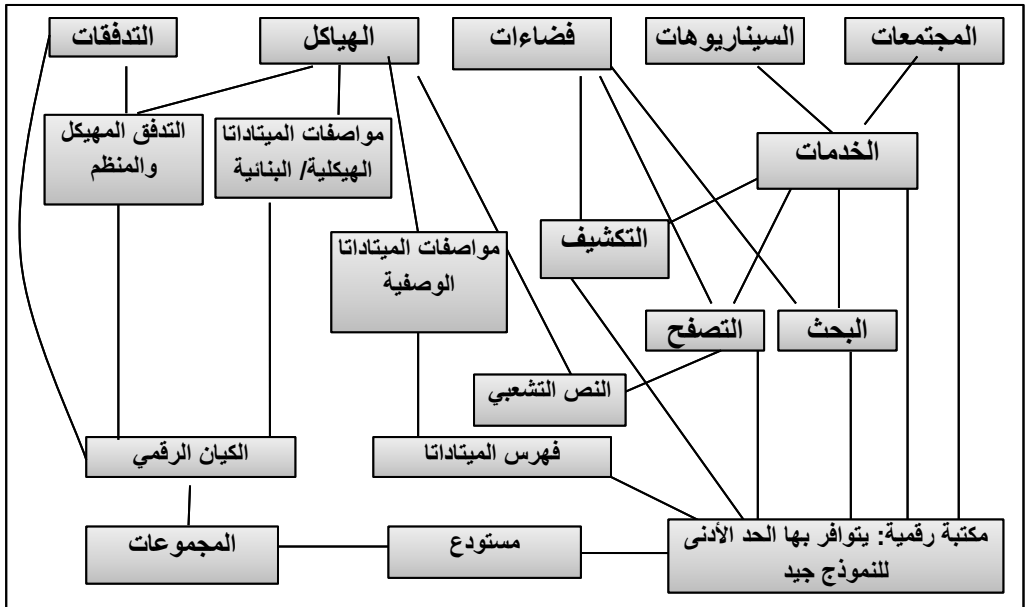 المجتمعات
السيناريوهات
فضاءات
الهياكل
التدفقات
الخدمات
مواصفات الميتاداتا
الهيكلية/ البنائية
التدفق المهيكل
والمنظم
التكشيف
مواصفات الميتاداتا
الوصفية
البحث
التصفح
النص التشعبي
فهرس الميتاداتا
الكيان الرقمي
مكتبة رقمية: يتوافر بها الحد الأدنى
للنموذج جيد
مستودع
المجموعات